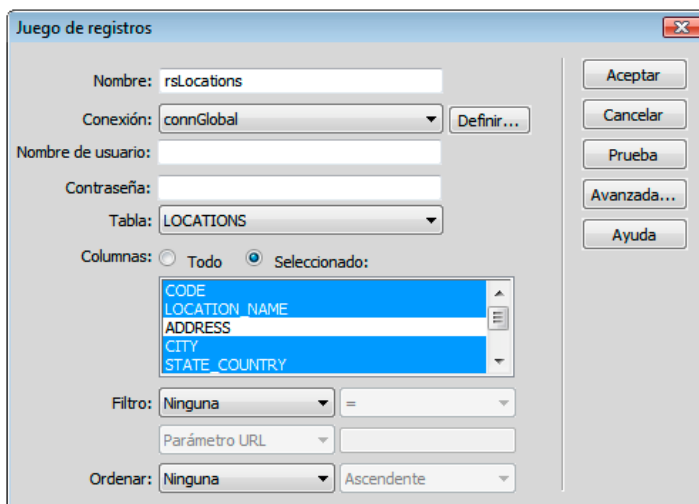 Juego de registros
Nombre: rsLocations
Aceptar
Conexión: connGlobal Definir...
Cancelar
Nombre de usuario:
Prueba
Contraseña:
Avanzada...
Tabla: LOCATIONS
Ayuda
Columnas: Todo Seleccionado:
CODE
LOCATION_NAME
ADDRESS
CITY
STATE_COUNTRY
Filtro: Ninguna =
Parámetro URL
Ordenar: Ninguna Ascendente